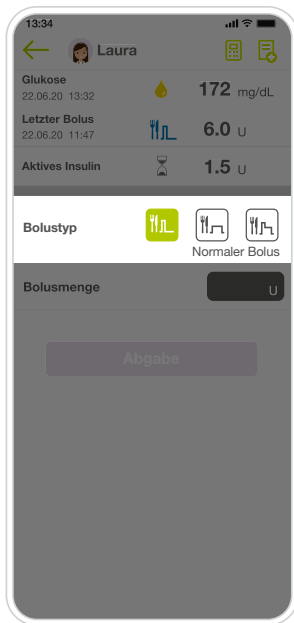 13:34
Laura
Glukose
22.06.20 13:32
172 mg/dL
Letzter Bolus
22.06.20 11:47
6.0 U
Aktives Insulin
1.5 U
Bolustyp
Normaler Bolus
Bolusmenge
U
Abgabe